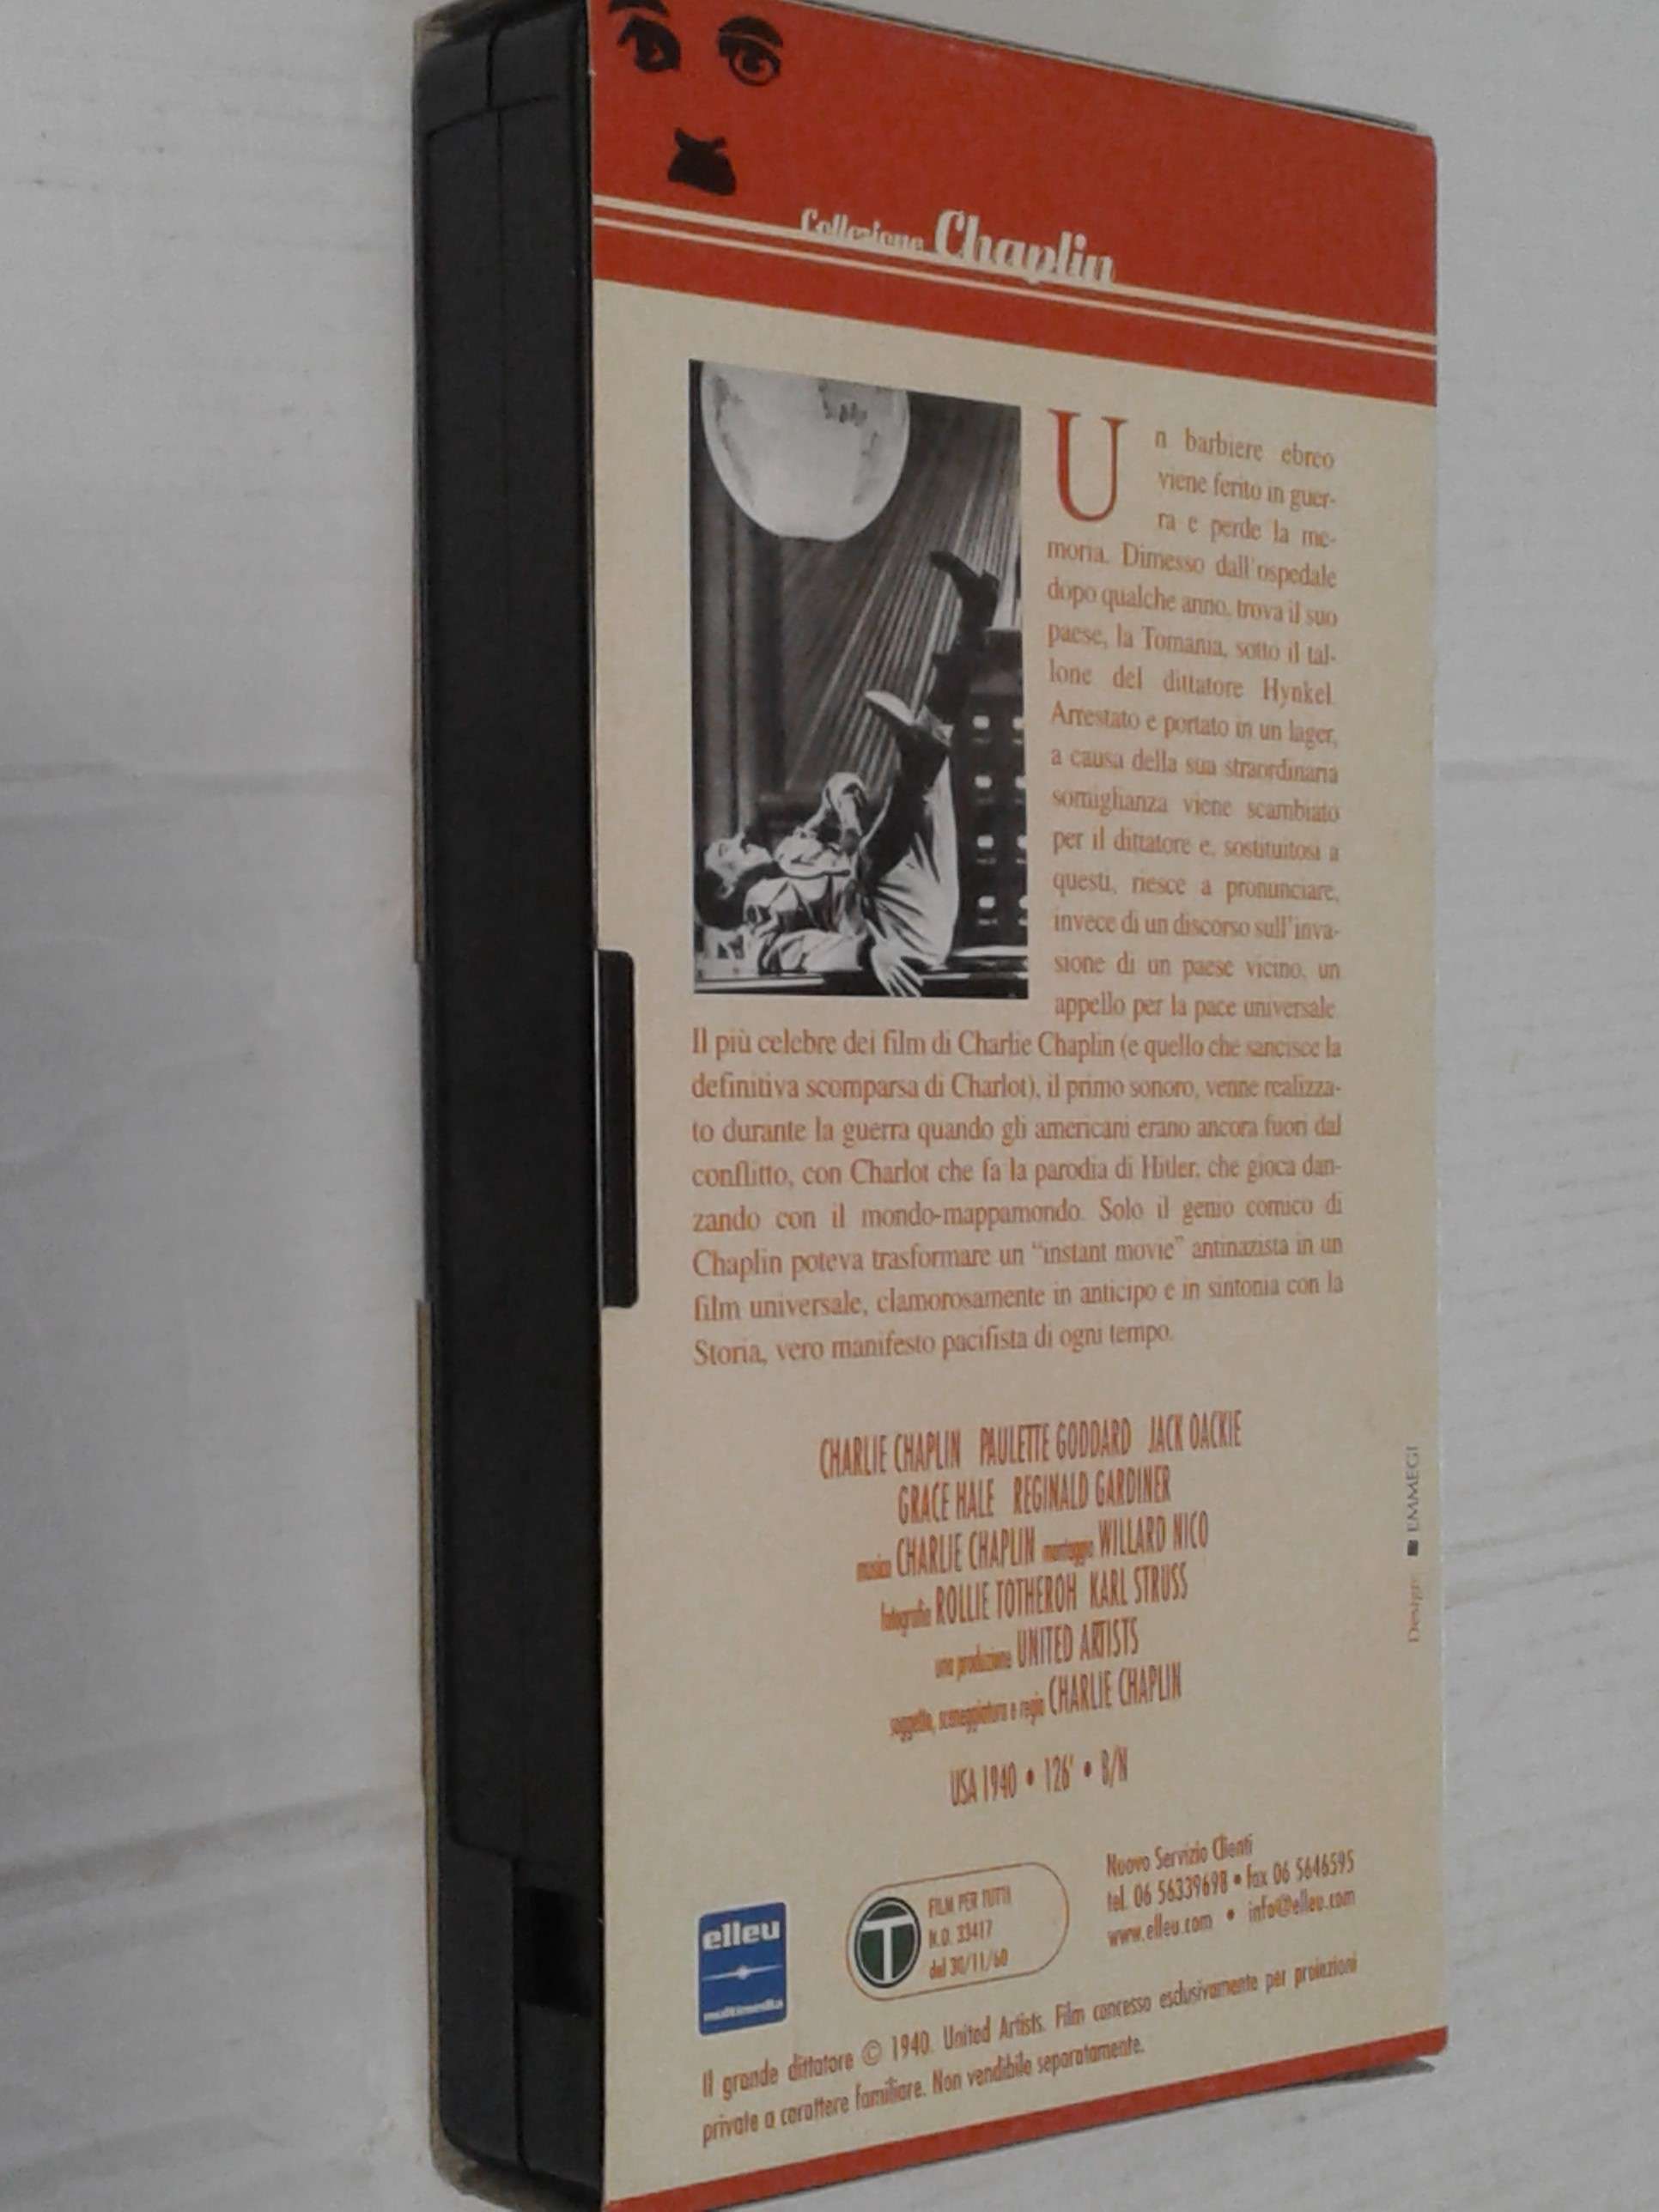 Collezione Chaplin
Un barbiere ebreo
viene ferito in guer-
ra e perde la me-
moria. Dimesso dall'ospedale
dopo qualche anno, trova il suo
paese, la Tomania, sotto il tal-
lone del dittatore Hynkel.
Arrestato e portato in un lager,
a causa della sua straordinaria
somiglianza viene scambiato
per il dittatore e, sostituitosi a
questi, riesce a pronunciare,
invece di un discorso sull'inva-
sione di un paese vicino, un
appello per la pace universale.
Il più celebre dei film di Charlie Chaplin (e quello che sancisce la
definitiva scomparsa di Charlot), il primo sonoro, venne realizza-
to durante la guerra quando gli americani erano ancora fuori dal
conflitto, con Charlot che fa la parodia di Hitler, che gioca dan-
zando con il mondo-mappamondo. Solo il genio comico di
Chaplin poteva trasformare un “instant movie” antinazista in un
film universale, clamorosamente in anticipo e in sintonia con la
Storia, vero manifesto pacifista di ogni tempo.
CHARLIE CHAPLIN PAULETTE GODDARD JACK OACKIE
GRACE HALE REGINALD GARDINER
musica CHARLIE CHAPLIN montaggio WILLARD NICO
fotografia ROLLIE TOTHEROH KARL STRUSS
una produzione UNITED ARTISTS
soggetto, sceneggiatura e regia CHARLIE CHAPLIN
USA 1940 • 126' • B/N
Design: EMMEGI
elleu
multimedia
T
FILM PER TUTTI
N.O. 33417
del 30/11/60
Nuovo Servizio Clienti
tel. 06 56339698 • fax 06 5646595
www.elleu.com • info@elleu.com
Il grande dittatore © 1940. United Artists. Film concesso esclusivamente per proiezioni
private a carattere familiare. Non vendibile separatamente.